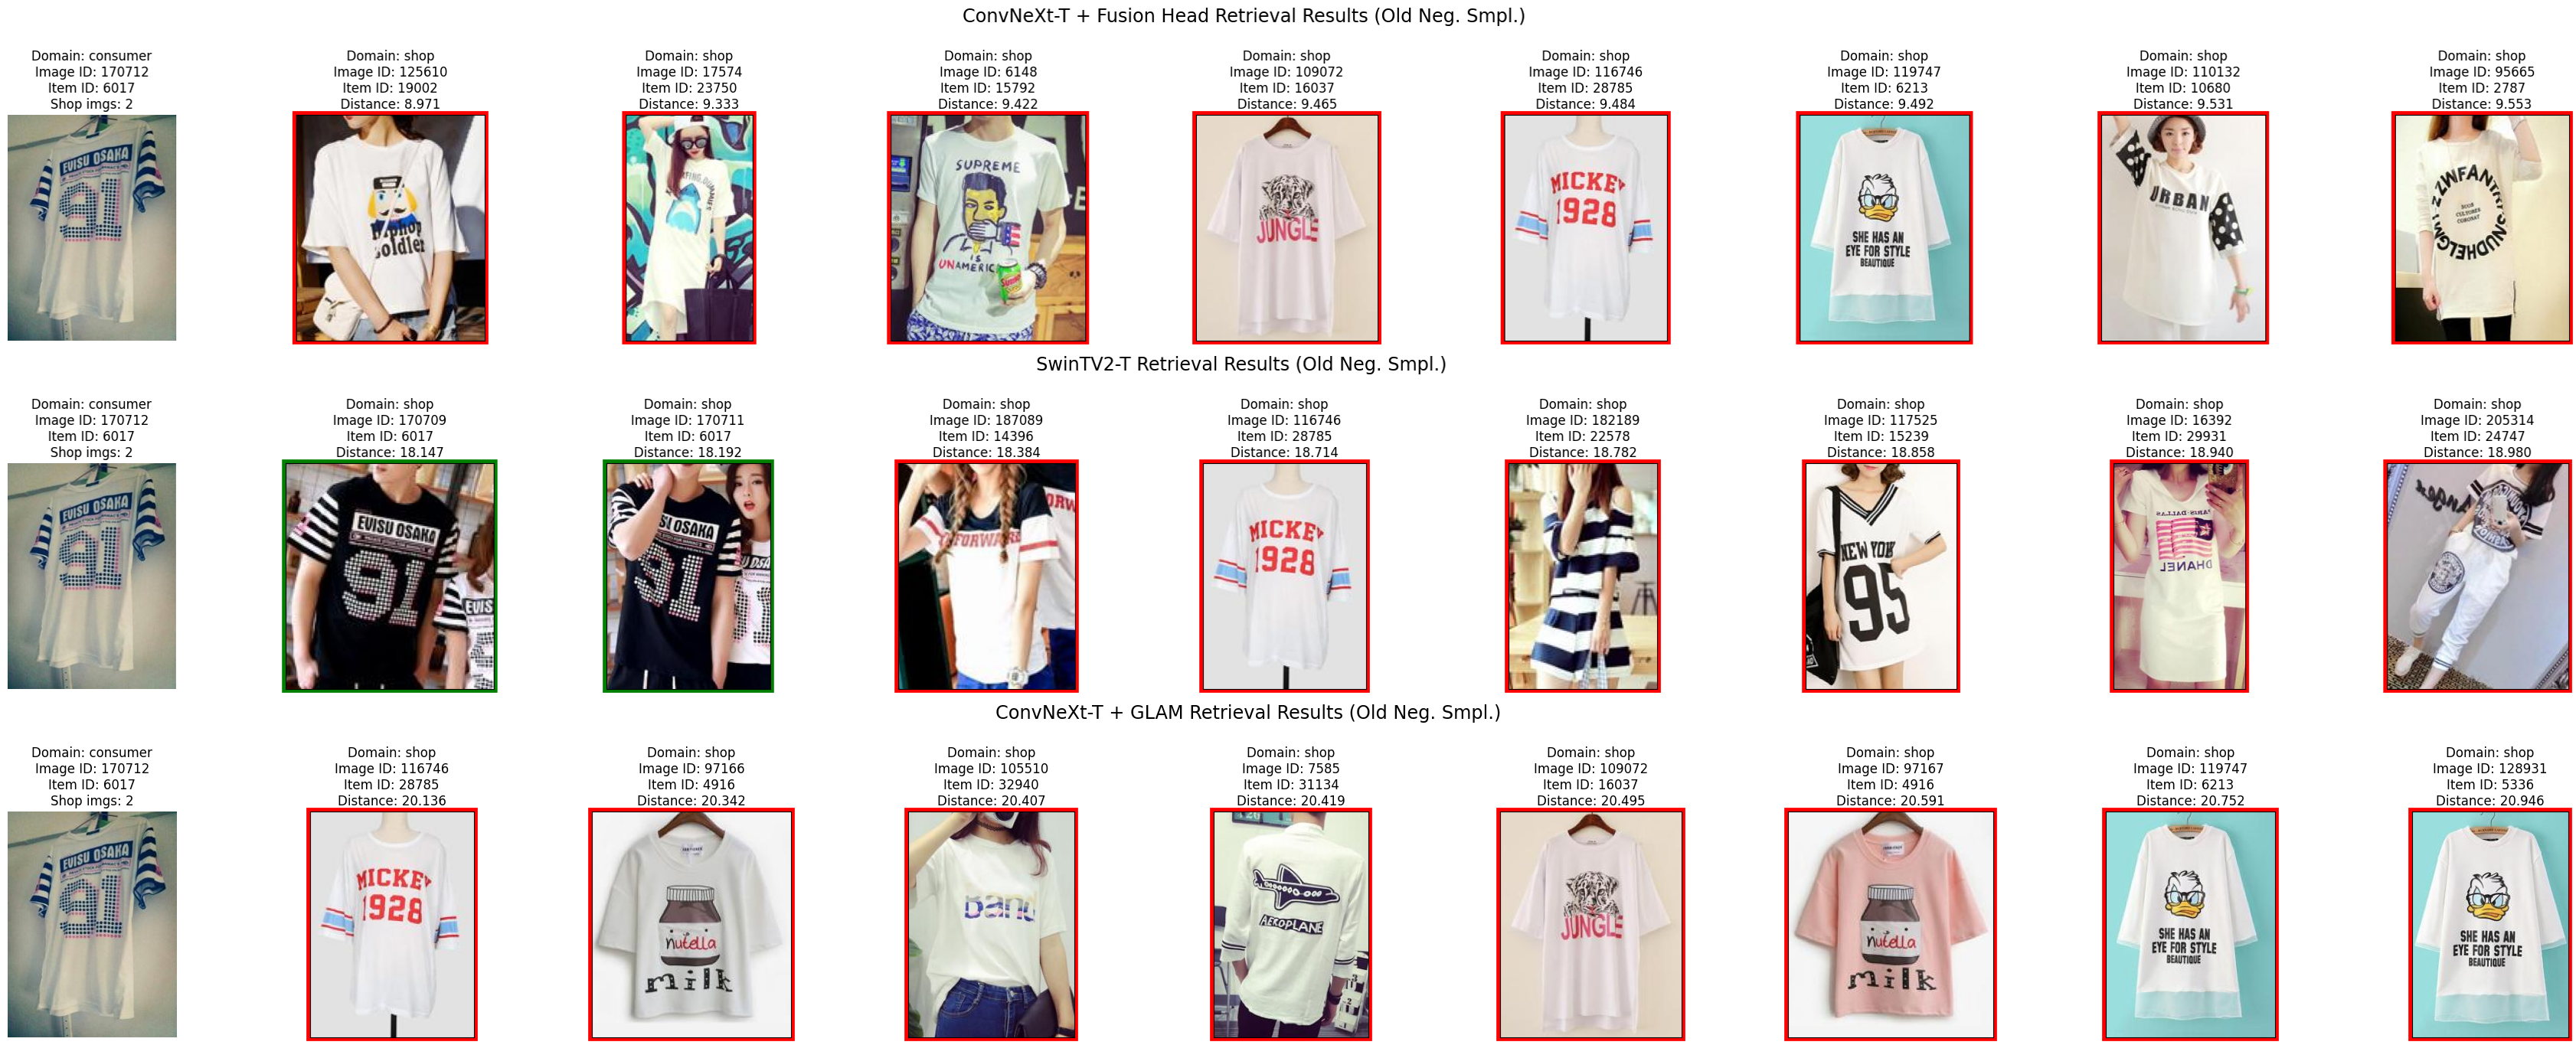 ConvNeXt-T + Fusion Head Retrieval Results (Old Neg. Smpl.)
Domain: consumer
Image ID: 170712
Item ID: 6017
Shop imgs: 2
EVISU OSAKA
91
Domain: shop
Image ID: 125610
Item ID: 19002
Distance: 8.971
Hiphop
Soldier
Domain: shop
Image ID: 17574
Item ID: 23750
Distance: 9.333
Domain: shop
Image ID: 6148
Item ID: 15792
Distance: 9.422
SUPREME
IS
UNAMERIC
Domain: shop
Image ID: 109072
Item ID: 16037
Distance: 9.465
JUNGLE
Domain: shop
Image ID: 116746
Item ID: 28785
Distance: 9.484
MICKEY
1928
Domain: shop
Image ID: 119747
Item ID: 6213
Distance: 9.492
SHE HAS AN
EYE FOR STYLE
BEAUTIQUE
Domain: shop
Image ID: 110132
Item ID: 10680
Distance: 9.531
URBAN
Domain: shop
Image ID: 95665
Item ID: 2787
Distance: 9.553
SwinTV2-T Retrieval Results (Old Neg. Smpl.)
Domain: consumer
Image ID: 170712
Item ID: 6017
Shop imgs: 2
EVISU OSAKA
91
Domain: shop
Image ID: 170709
Item ID: 6017
Distance: 18.147
EVISU OSAKA
91
EVIS
Domain: shop
Image ID: 170711
Item ID: 6017
Distance: 18.192
SU OSAKA
91
Domain: shop
Image ID: 187089
Item ID: 14396
Distance: 18.384
FORWARD
ORW
Domain: shop
Image ID: 116746
Item ID: 28785
Distance: 18.714
MICKEY
1928
Domain: shop
Image ID: 182189
Item ID: 22578
Distance: 18.782
Domain: shop
Image ID: 117525
Item ID: 15239
Distance: 18.858
NEW YORK
95
Domain: shop
Image ID: 16392
Item ID: 29931
Distance: 18.940
PARIS-DALLAS
DHANEL
Domain: shop
Image ID: 205314
Item ID: 24747
Distance: 18.980
ConvNeXt-T + GLAM Retrieval Results (Old Neg. Smpl.)
Domain: consumer
Image ID: 170712
Item ID: 6017
Shop imgs: 2
EVISU OSAKA
91
Domain: shop
Image ID: 116746
Item ID: 28785
Distance: 20.136
MICKEY
1928
Domain: shop
Image ID: 97166
Item ID: 4916
Distance: 20.342
nutella
milk
Domain: shop
Image ID: 105510
Item ID: 32940
Distance: 20.407
Band
Domain: shop
Image ID: 7585
Item ID: 31134
Distance: 20.419
AEROPLANE
Domain: shop
Image ID: 109072
Item ID: 16037
Distance: 20.495
JUNGLE
Domain: shop
Image ID: 97167
Item ID: 4916
Distance: 20.591
nutella
milk
Domain: shop
Image ID: 119747
Item ID: 6213
Distance: 20.752
SHE HAS AN
EYE FOR STYLE
BEAUTIQUE
Domain: shop
Image ID: 128931
Item ID: 5336
Distance: 20.946
SHE HAS AN
EYE FOR STYLE
BEAUTIQUE